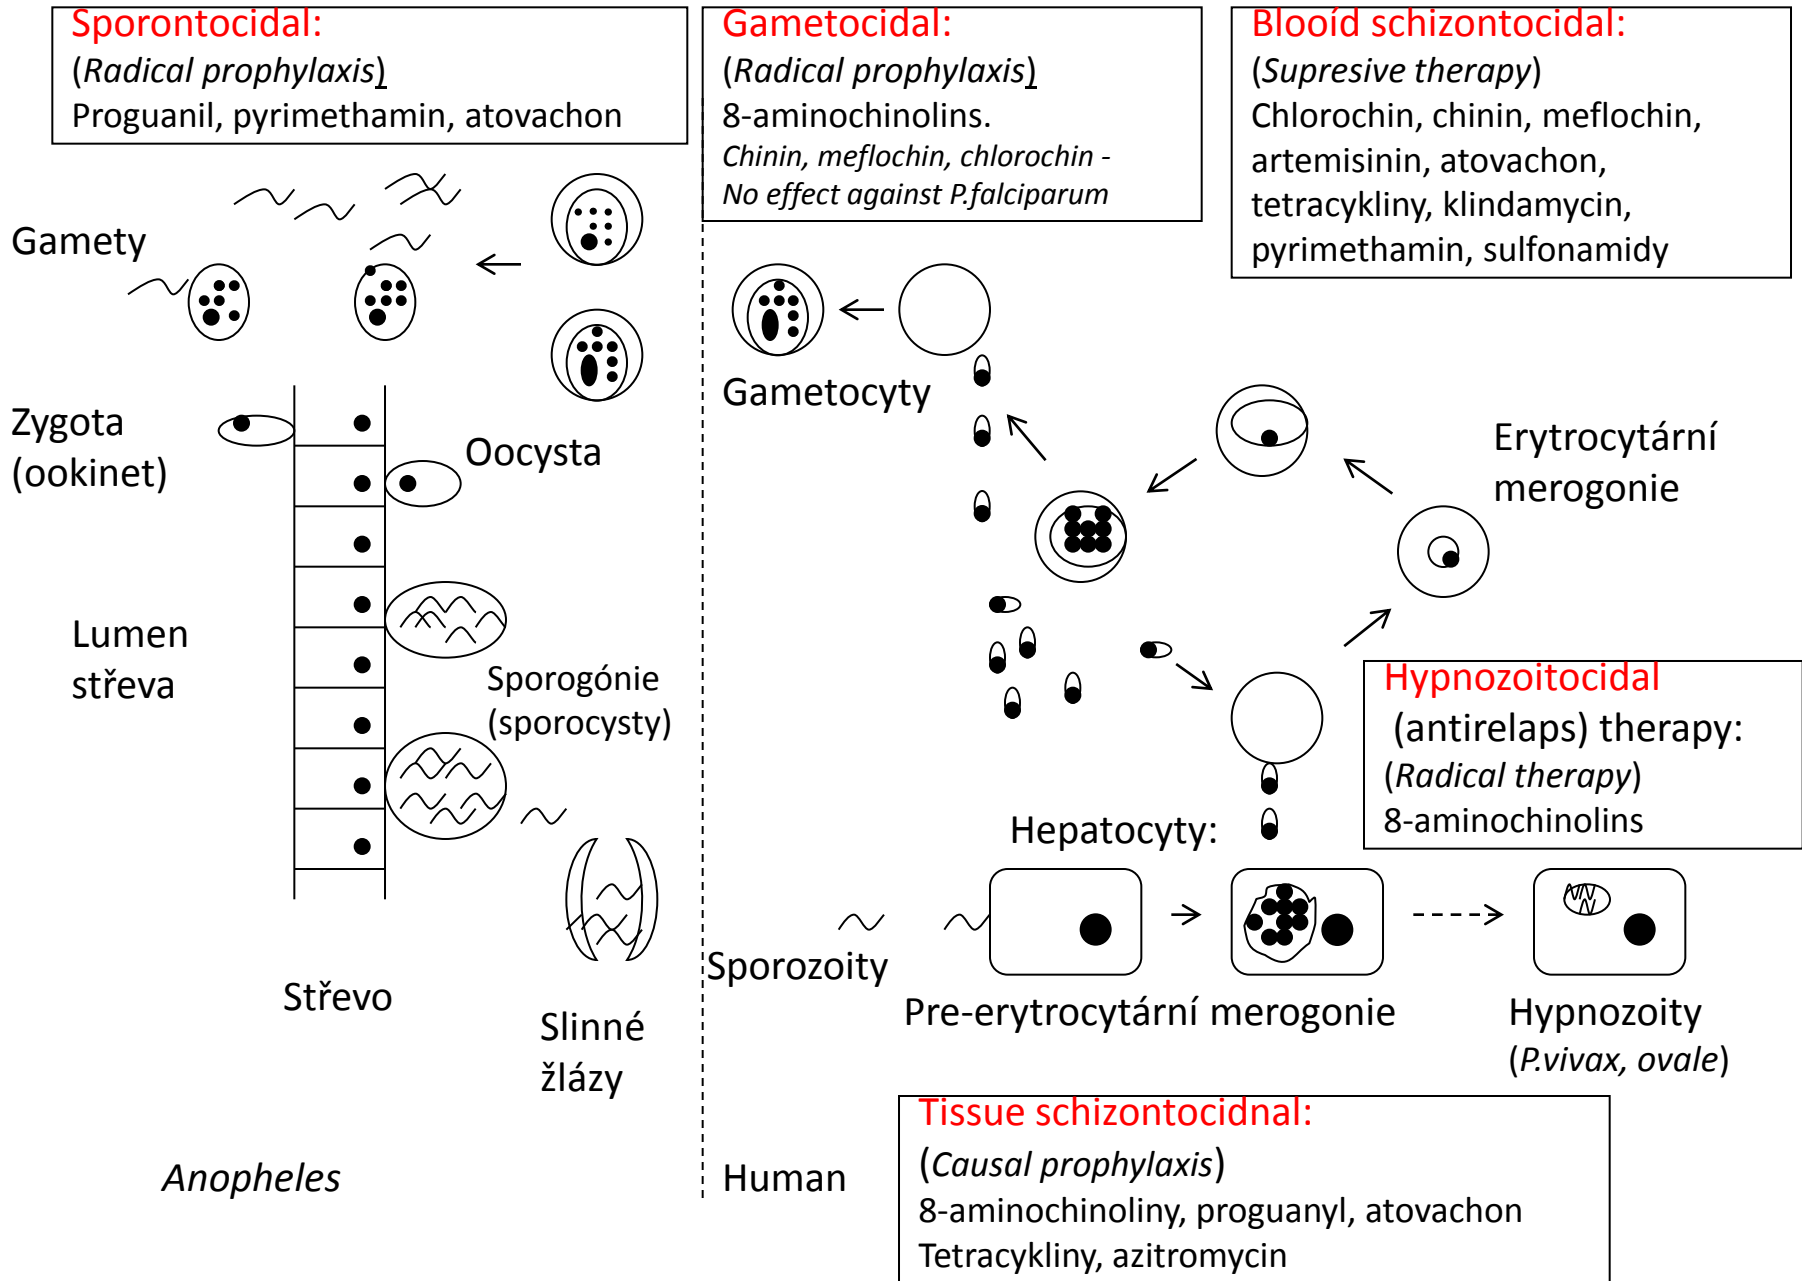 Sporontocidal:
(Radical prophylaxis)
Proguanil, pyrimethamin, atovachon
Gametocidal:
(Radical prophylaxis)
8-aminochinolins.
Chinin, meflochin, chlorochin -
No effect against P.falciparum
Blooíd schizontocidal:
(Supresive therapy)
Chlorochin, chinin, meflochin,
artemisinin, atovachon,
tetracykliny, klindamycin,
pyrimethamin, sulfonamidy
Gamety
Zygota
(ookinet)
Oocysta
Lumen
střeva
Sporogónie
(sporocysty)
Střevo
Slinné
žlázy
Anopheles
Gametocyty
Erytrocytární
merogonie
Hypnozoitocidal
(antirelaps) therapy:
(Radical therapy)
8-aminochinolins
Hepatocyty:
Sporozoity
Pre-erytrocytární merogonie
Hypnozoity
(P.vivax, ovale)
Human
Tissue schizontocidnal:
(Causal prophylaxis)
8-aminochinoliny, proguanyl, atovachon
Tetracykliny, azitromycin